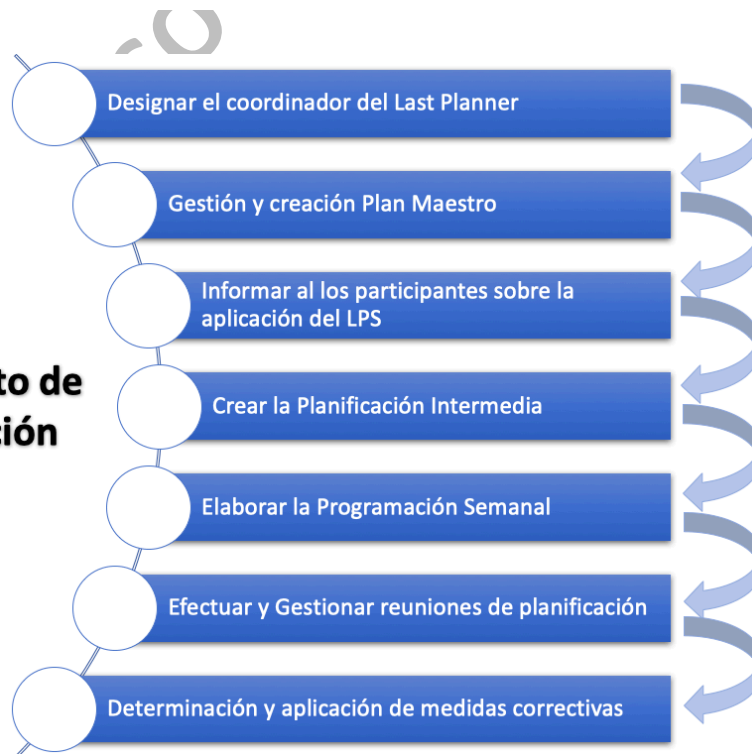 Designar el coordinador del Last Planner
Gestión y creación Plan Maestro
Informar al los participantes sobre la
aplicación del LPS
to de
ción
Crear la Planificación Intermedia
Elaborar la Programación Semanal
Efectuar y Gestionar reuniones de planificación
Determinación y aplicación de medidas correctivas